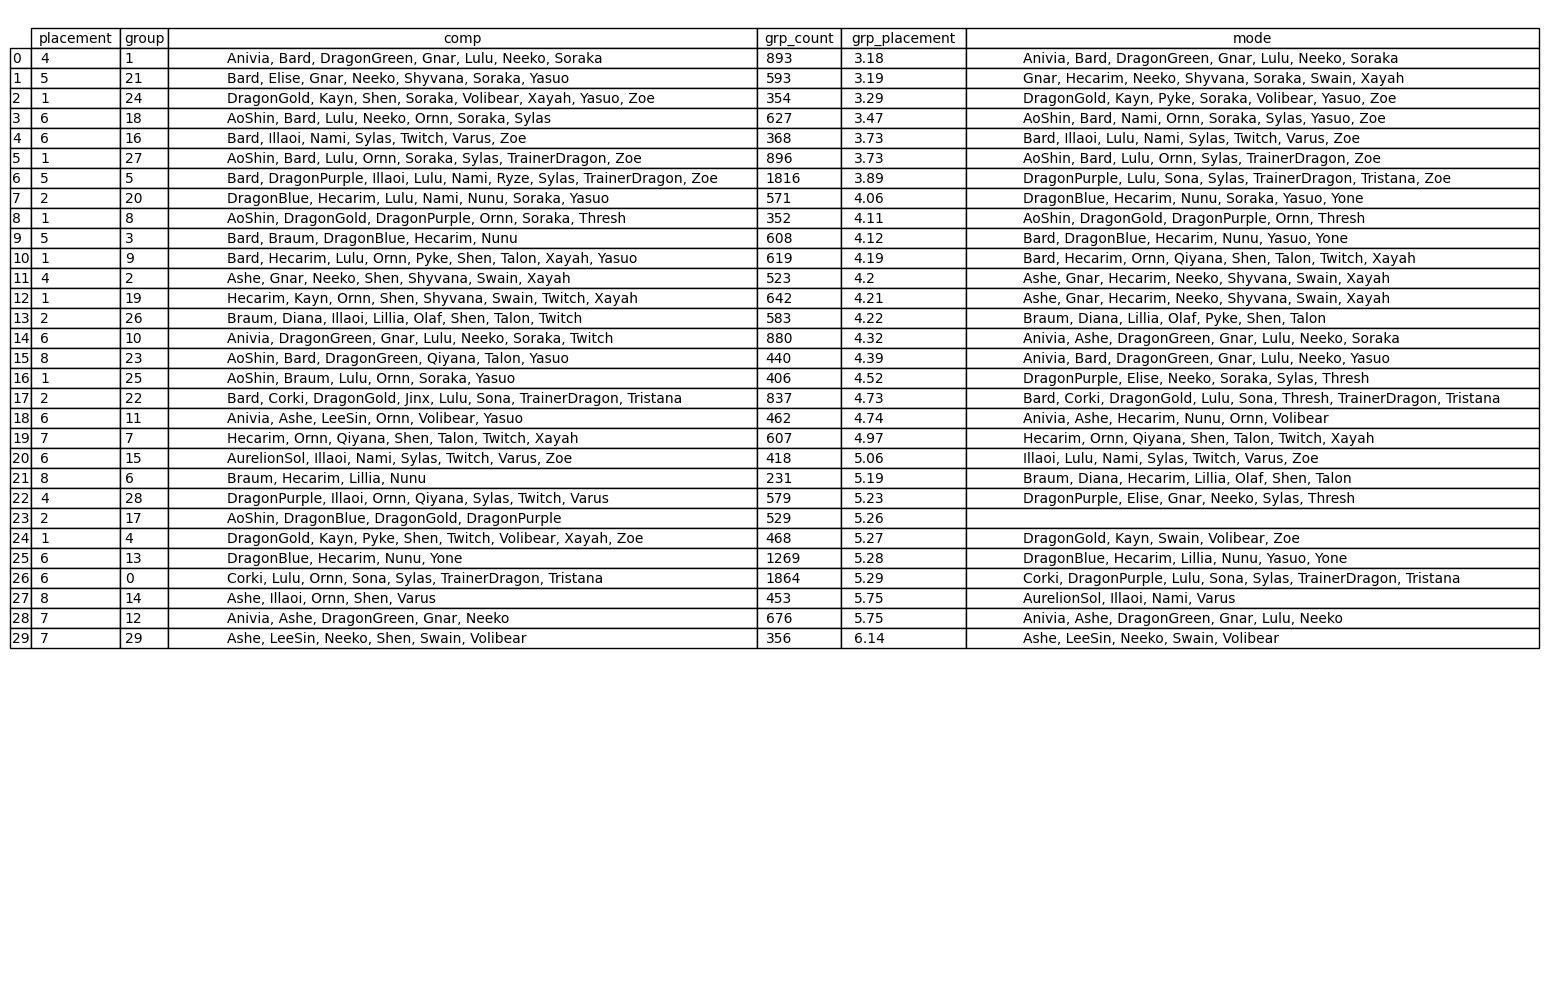 placement group comp grp_count grp_placement mode
0 4 1 Anivia, Bard, DragonGreen, Gnar, Lulu, Neeko, Soraka 893 3.18 Anivia, Bard, DragonGreen, Gnar, Lulu, Neeko, Soraka
1 5 21 Bard, Elise, Gnar, Neeko, Shyvana, Soraka, Yasuo 593 3.19 Gnar, Hecarim, Neeko, Shyvana, Soraka, Swain, Xayah
2 1 24 DragonGold, Kayn, Shen, Soraka, Volibear, Xayah, Yasuo, Zoe 354 3.29 DragonGold, Kayn, Pyke, Soraka, Volibear, Yasuo, Zoe
3 6 18 AoShin, Bard, Lulu, Neeko, Ornn, Soraka, Sylas 627 3.47 AoShin, Bard, Nami, Ornn, Soraka, Sylas, Yasuo, Zoe
4 6 16 Bard, Illaoi, Nami, Sylas, Twitch, Varus, Zoe 368 3.73 Bard, Illaoi, Lulu, Nami, Sylas, Twitch, Varus, Zoe
5 1 27 AoShin, Bard, Lulu, Ornn, Soraka, Sylas, TrainerDragon, Zoe 896 3.73 AoShin, Bard, Lulu, Ornn, Sylas, TrainerDragon, Zoe
6 5 5 Bard, DragonPurple, Illaoi, Lulu, Nami, Ryze, Sylas, TrainerDragon, Zoe 1816 3.89 DragonPurple, Lulu, Sona, Sylas, TrainerDragon, Tristana, Zoe
7 2 20 DragonBlue, Hecarim, Lulu, Nami, Nunu, Soraka, Yasuo 571 4.06 DragonBlue, Hecarim, Nunu, Soraka, Yasuo, Yone
8 1 8 AoShin, DragonGold, DragonPurple, Ornn, Soraka, Thresh 352 4.11 AoShin, DragonGold, DragonPurple, Ornn, Thresh
9 5 3 Bard, Braum, DragonBlue, Hecarim, Nunu 608 4.12 Bard, DragonBlue, Hecarim, Nunu, Yasuo, Yone
10 1 9 Bard, Hecarim, Lulu, Ornn, Pyke, Shen, Talon, Xayah, Yasuo 619 4.19 Bard, Hecarim, Ornn, Qiyana, Shen, Talon, Twitch, Xayah
11 4 2 Ashe, Gnar, Neeko, Shen, Shyvana, Swain, Xayah 523 4.2 Ashe, Gnar, Hecarim, Neeko, Shyvana, Swain, Xayah
12 1 19 Hecarim, Kayn, Ornn, Shen, Shyvana, Swain, Twitch, Xayah 642 4.21 Ashe, Gnar, Hecarim, Neeko, Shyvana, Swain, Xayah
13 2 26 Braum, Diana, Illaoi, Lillia, Olaf, Shen, Talon, Twitch 583 4.22 Braum, Diana, Lillia, Olaf, Pyke, Shen, Talon
14 6 10 Anivia, DragonGreen, Gnar, Lulu, Neeko, Soraka, Twitch 880 4.32 Anivia, Ashe, DragonGreen, Gnar, Lulu, Neeko, Soraka
15 8 23 AoShin, Bard, DragonGreen, Qiyana, Talon, Yasuo 440 4.39 Anivia, Bard, DragonGreen, Gnar, Lulu, Neeko, Yasuo
16 1 25 AoShin, Braum, Lulu, Ornn, Soraka, Yasuo 406 4.52 DragonPurple, Elise, Neeko, Soraka, Sylas, Thresh
17 2 22 Bard, Corki, DragonGold, Jinx, Lulu, Sona, TrainerDragon, Tristana 837 4.73 Bard, Corki, DragonGold, Lulu, Sona, Thresh, TrainerDragon, Tristana
18 6 11 Anivia, Ashe, LeeSin, Ornn, Volibear, Yasuo 462 4.74 Anivia, Ashe, Hecarim, Nunu, Ornn, Volibear
19 7 7 Hecarim, Ornn, Qiyana, Shen, Talon, Twitch, Xayah 607 4.97 Hecarim, Ornn, Qiyana, Shen, Talon, Twitch, Xayah
20 6 15 AurelionSol, Illaoi, Nami, Sylas, Twitch, Varus, Zoe 418 5.06 Illaoi, Lulu, Nami, Sylas, Twitch, Varus, Zoe
21 8 6 Braum, Hecarim, Lillia, Nunu 231 5.19 Braum, Diana, Hecarim, Lillia, Olaf, Shen, Talon
22 4 28 DragonPurple, Illaoi, Ornn, Qiyana, Sylas, Twitch, Varus 579 5.23 DragonPurple, Elise, Gnar, Neeko, Sylas, Thresh
23 2 17 AoShin, DragonBlue, DragonGold, DragonPurple 529 5.26
24 1 4 DragonGold, Kayn, Pyke, Shen, Twitch, Volibear, Xayah, Zoe 468 5.27 DragonGold, Kayn, Swain, Volibear, Zoe
25 6 13 DragonBlue, Hecarim, Nunu, Yone 1269 5.28 DragonBlue, Hecarim, Lillia, Nunu, Yasuo, Yone
26 6 0 Corki, Lulu, Ornn, Sona, Sylas, TrainerDragon, Tristana 1864 5.29 Corki, DragonPurple, Lulu, Sona, Sylas, TrainerDragon, Tristana
27 8 14 Ashe, Illaoi, Ornn, Shen, Varus 453 5.75 AurelionSol, Illaoi, Nami, Varus
28 7 12 Anivia, Ashe, DragonGreen, Gnar, Neeko 676 5.75 Anivia, Ashe, DragonGreen, Gnar, Lulu, Neeko
29 7 29 Ashe, LeeSin, Neeko, Shen, Swain, Volibear 356 6.14 Ashe, LeeSin, Neeko, Swain, Volibear